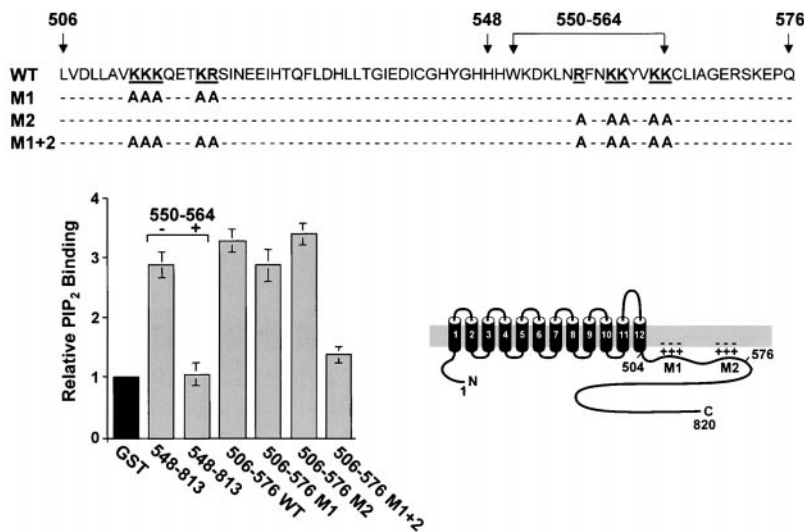 506 548 550-564 576
WT LVDLLAVKKKQETKRSINEEIHTQFLDHLLTGIEDICGHYGHHHWKDKLNRFNKKYVKKCLIAGERSKEPQ
M1 -------AAA---AA--------------------------------------------------------
M2 --------------------------------------------------A--AA--AA------------
M1+2 -------AAA---AA-----------------------------------A--AA--AA------------
Relative PIP2 Binding
4
3
2
1
0
550-564
- +
GST
548-813
548-813
506-576 WT
506-576 M1
506-576 M2
506-576 M1+2
1 2 3 4 5 6 7 8 9 10 11 12
--- ---
+++ +++
504 M1 M2 576
N
1
C
820